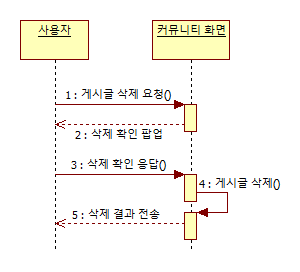 사용자
커뮤니티 화면
1 : 게시글 삭제 요청()
2 : 삭제 확인 팝업
3 : 삭제 확인 응답()
4 : 게시글 삭제()
5 : 삭제 결과 전송